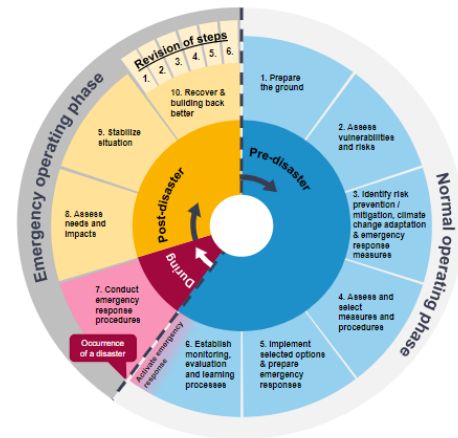 Emergency operating phase
Normal operating phase
Revision of steps
1. 2. 3. 4. 5. 6.
10. Recover &
building back
better
1. Prepare
the ground
9. Stabilize
situation
2. Assess
vulnerabilities
and risks
Post-disaster
Pre-disaster
During
8. Assess
needs and
impacts
3. Identify risk
prevention /
mitigation, climate
change adaptation
& emergency
response
measures
7. Conduct
emergency
response
procedures
4. Assess and
select
measures and
procedures
Occurrence
of a disaster
Activate emergency
response
6. Establish
monitoring,
evaluation
and learning
processes
5. Implement
selected options
& prepare
emergency
responses